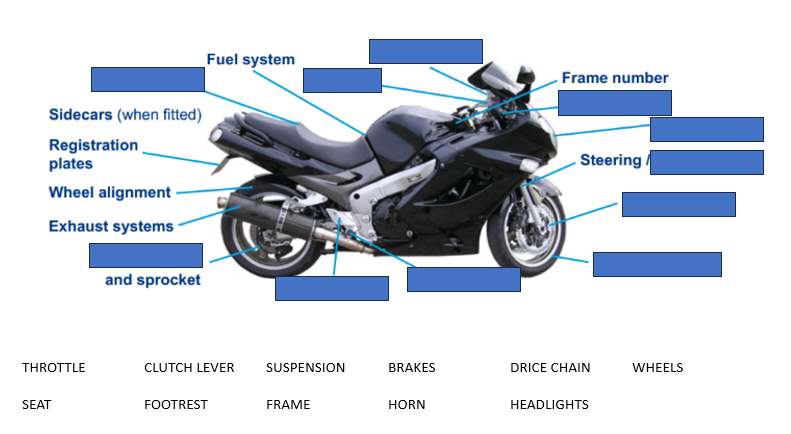 Fuel system
Frame number
Sidecars (when fitted)
Registration
plates
Steering /
Wheel alignment
Exhaust systems
and sprocket
THROTTLE CLUTCH LEVER SUSPENSION BRAKES DRICE CHAIN WHEELS
SEAT FOOTREST FRAME HORN HEADLIGHTS